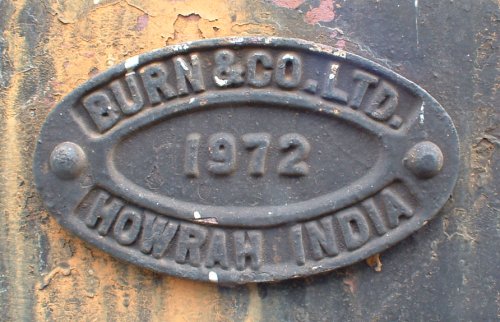 BURN & CO. LTD.
1972
HOWRAH INDIA